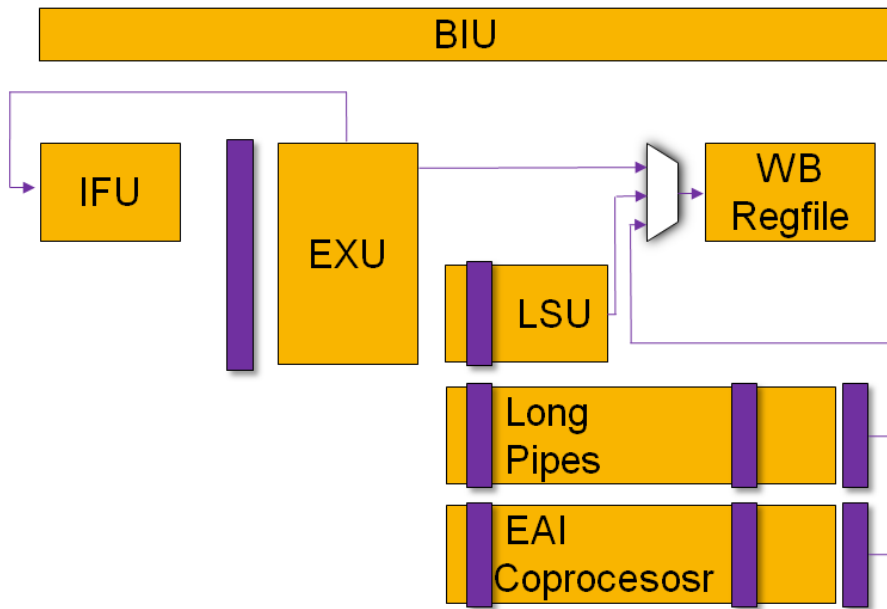 BIU
IFU
EXU
WB
Regfile
LSU
Long
Pipes
EAI
Coprocesosr